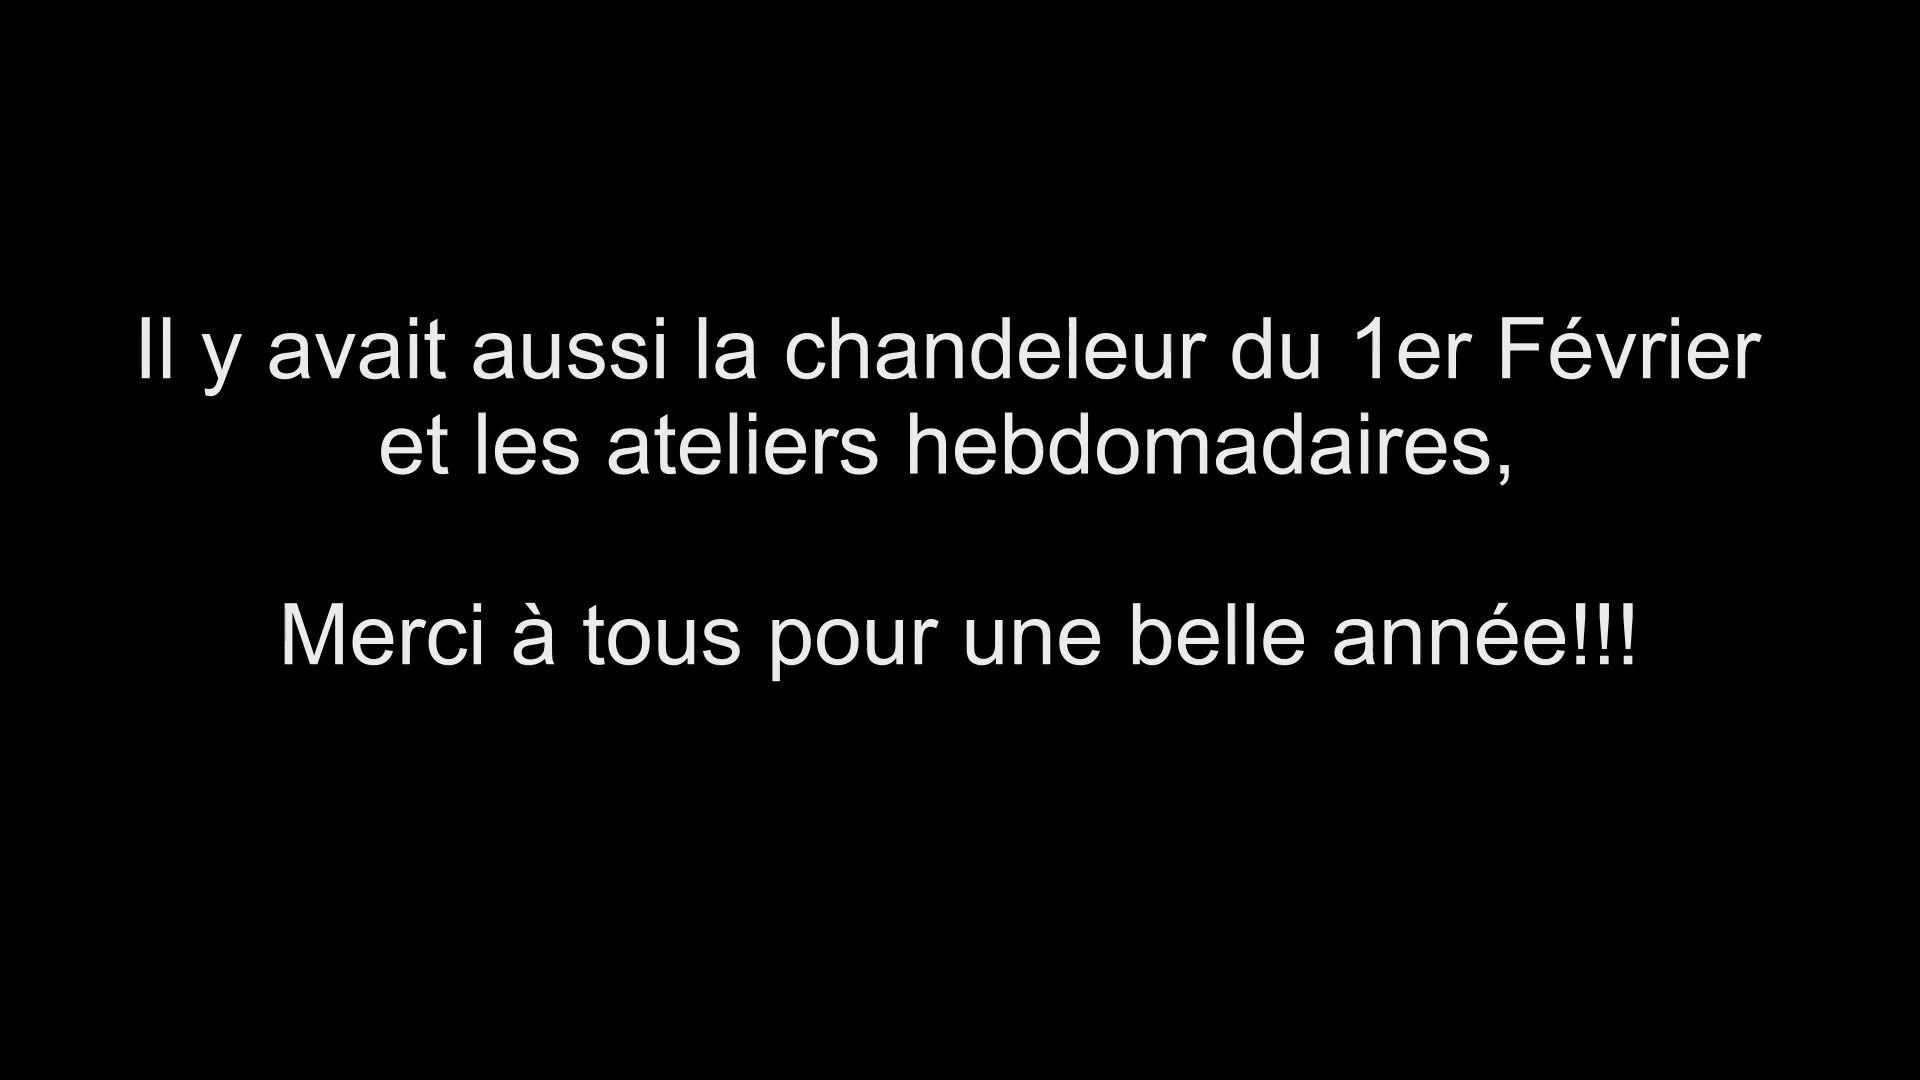 Il y avait aussi la chandeleur du 1er Février
et les ateliers hebdomadaires,
Merci à tous pour une belle année!!!